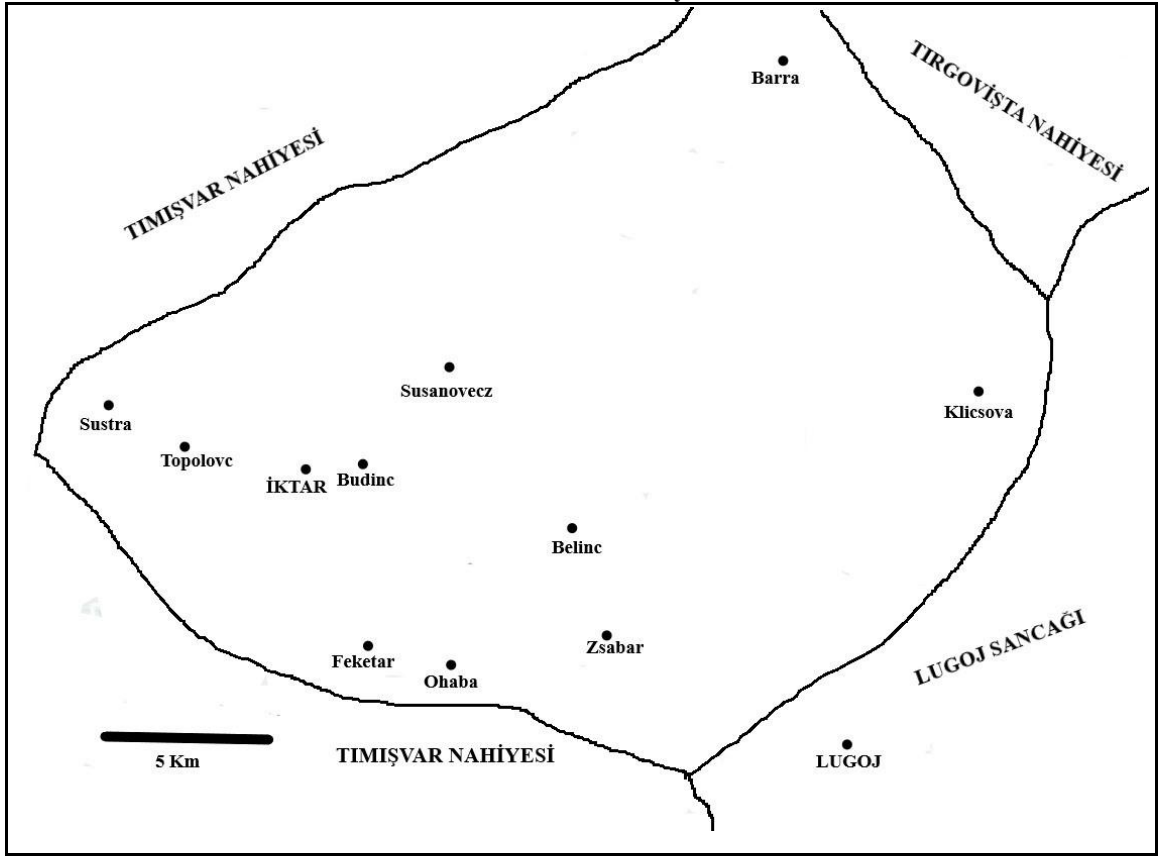 Barra
TIRGOVİŞTA NAHİYESİ
TIMIŞVAR NAHİYESİ
Susanovecz
Klicsova
Sustra
Topolovc
İKTAR
Budinc
Belinc
Zsabar
Feketar
Ohaba
LUGOJ SANCAĞI
5 Km
TIMIŞVAR NAHİYESİ
LUGOJ